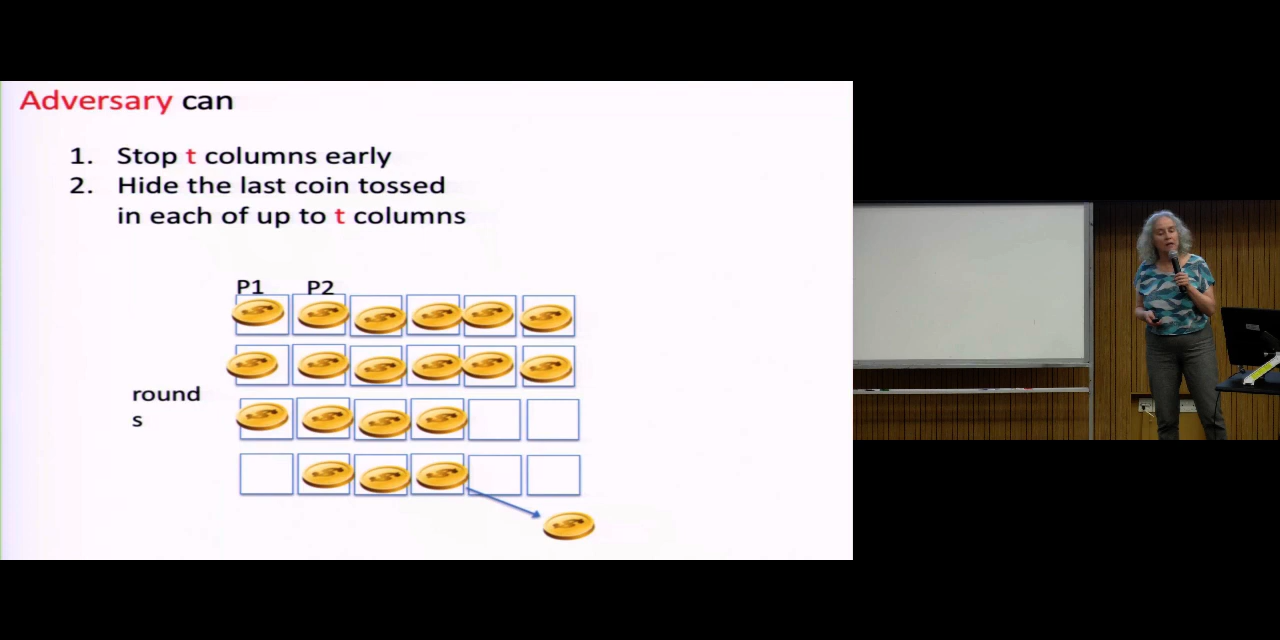 Adversary can
1. Stop t columns early
2. Hide the last coin tossed
in each of up to t columns
P1 P2
round
s